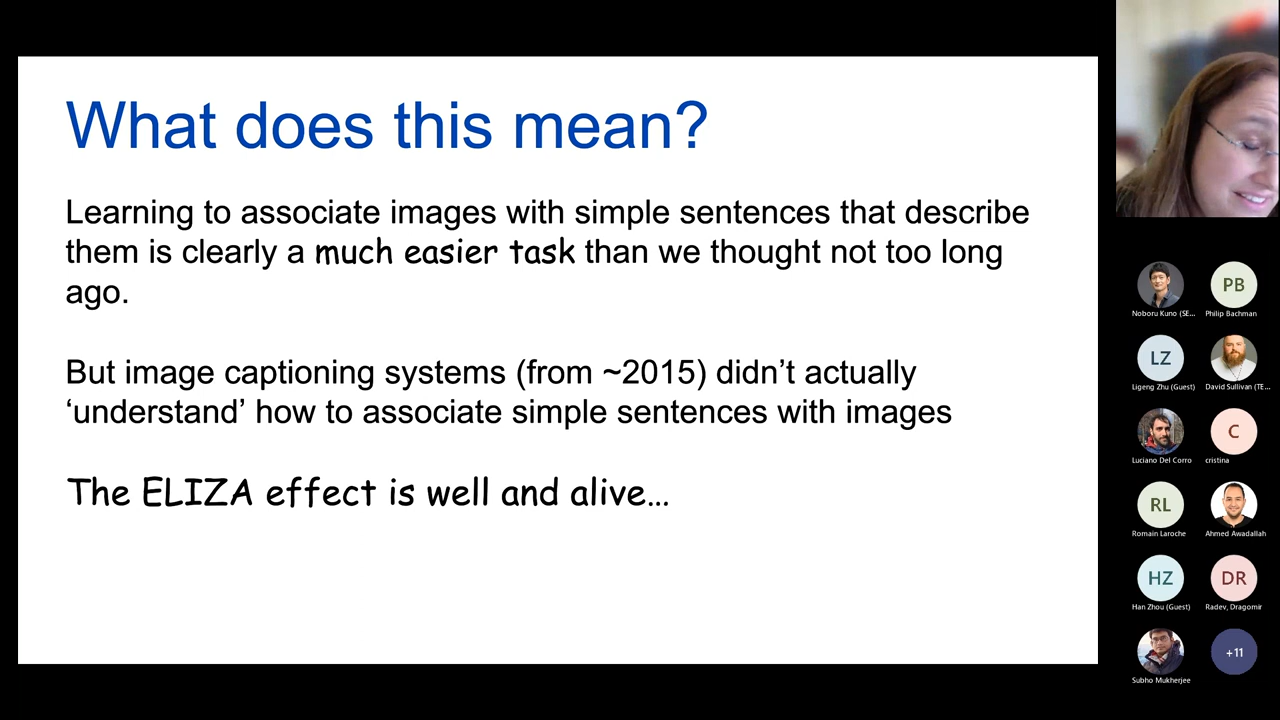 What does this mean?
Learning to associate images with simple sentences that describe
them is clearly a much easier task than we thought not too long
ago.
But image captioning systems (from ~2015) didn’t actually
‘understand’ how to associate simple sentences with images
The ELIZA effect is well and alive...
Noboru Kuno (SE...
PB
Philip Bachman
LZ
Ligeng Zhu (Guest)
David Sullivan (TE...
Luciano Del Corro
C
cristina
RL
Romain Laroche
Ahmed Awadallah
HZ
Han Zhou (Guest)
DR
Radev, Dragomir
Subho Mukherjee
+11